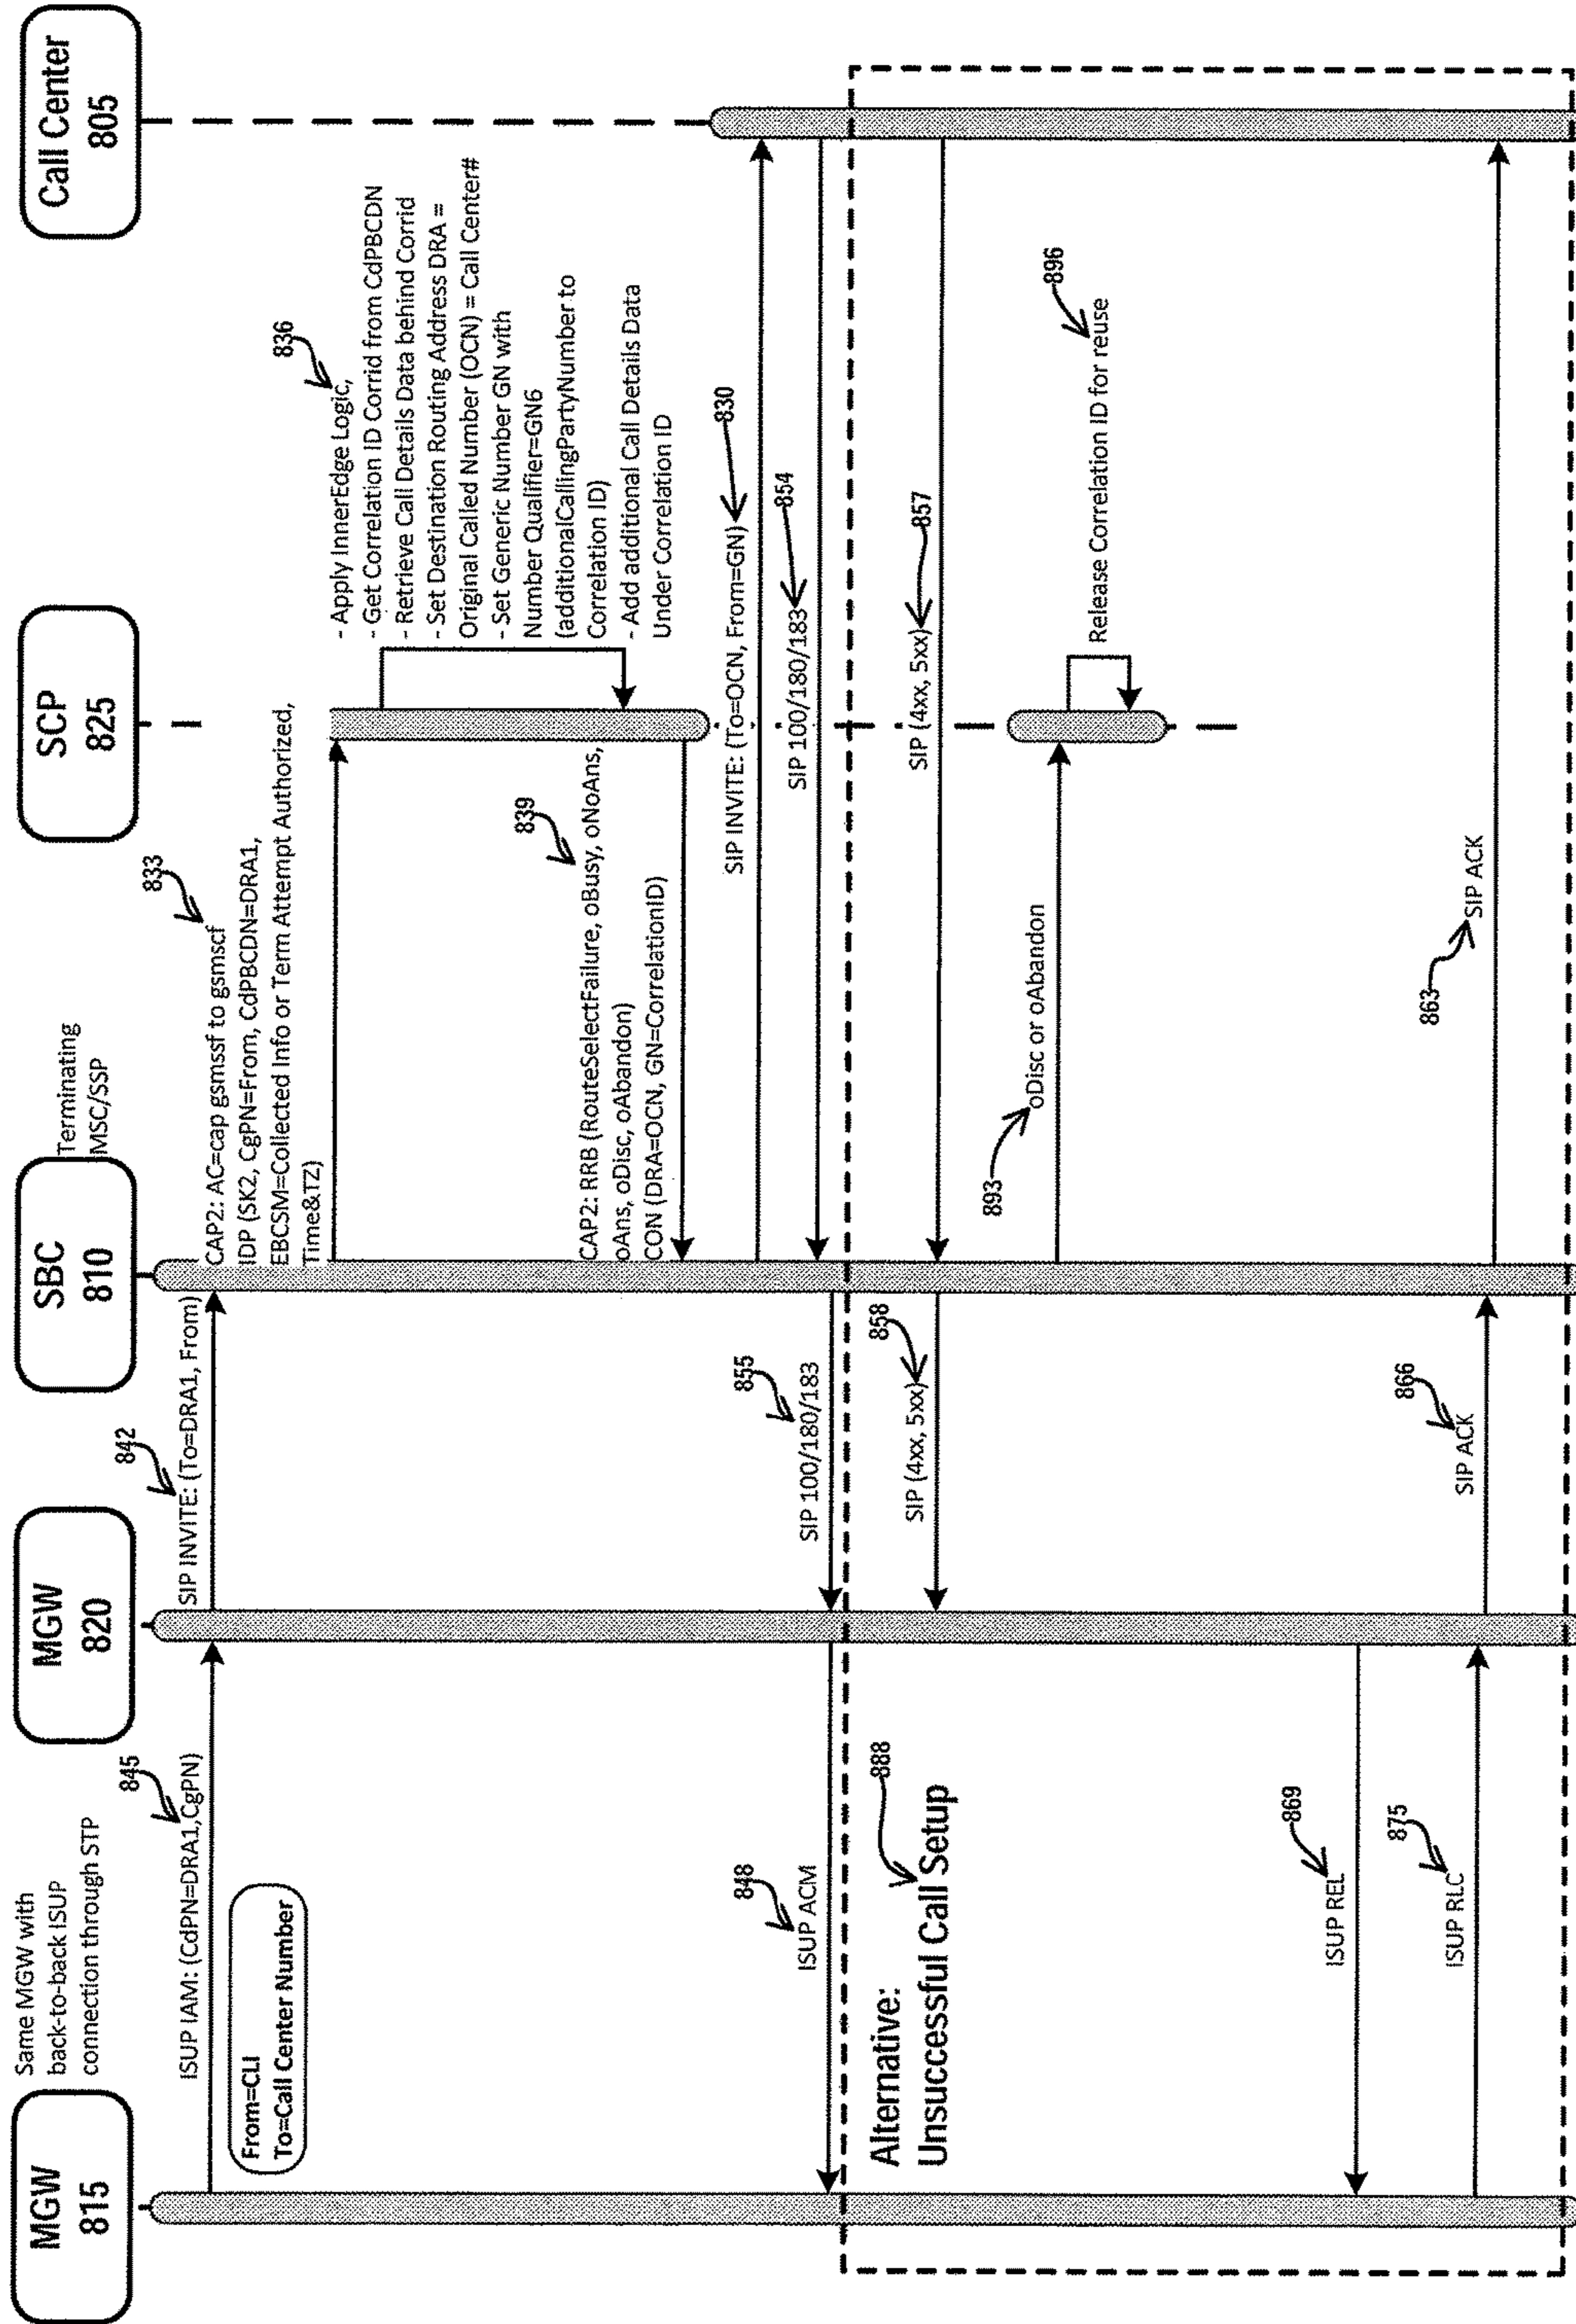 Same MGW with
back-to-back ISUP
connection through STP
MGW
815
MGW
820
SBC
810
Terminating
MSC/SSP
SCP
825
Call Center
805
845
ISUP IAM: (CdPN=DRA1,CgPN)
From=CLI
To=Call Center Number
842
SIP INVITE: (To=DRA1, From)
833
CAP2: AC=cap gsmssf to gsmscf
IDP (SK2, CgPN=From, CdPBCDN=DRA1,
EBCSM=Collected Info or Term Attempt Authorized,
Time&TZ)
836
- Apply InnerEdge Logic,
- Get Correlation ID Corrid from CdPBCDN
- Retrieve Call Details Data behind Corrid
- Set Destination Routing Address DRA =
Original Called Number (OCN) = Call Center#
- Set Generic Number GN with
Number Qualifier=GN6
(additionalCallingPartyNumber to
Correlation ID)
- Add additional Call Details Data
Under Correlation ID
839
CAP2: RRB (RouteSelectFailure, oBusy, oNoAns,
oAns, oDisc, oAbandon)
CON (DRA=OCN, GN=CorrelationID)
830
SIP INVITE: (To=OCN, From=GN)
854
SIP 100/180/183
855
SIP 100/180/183
848
ISUP ACM
Alternative:
Unsuccessful Call Setup
888
857
SIP (4xx, 5xx)
858
SIP (4xx, 5xx)
893
oDisc or oAbandon
896
Release Correlation ID for reuse
869
ISUP REL
875
ISUP RLC
866
SIP ACK
863
SIP ACK